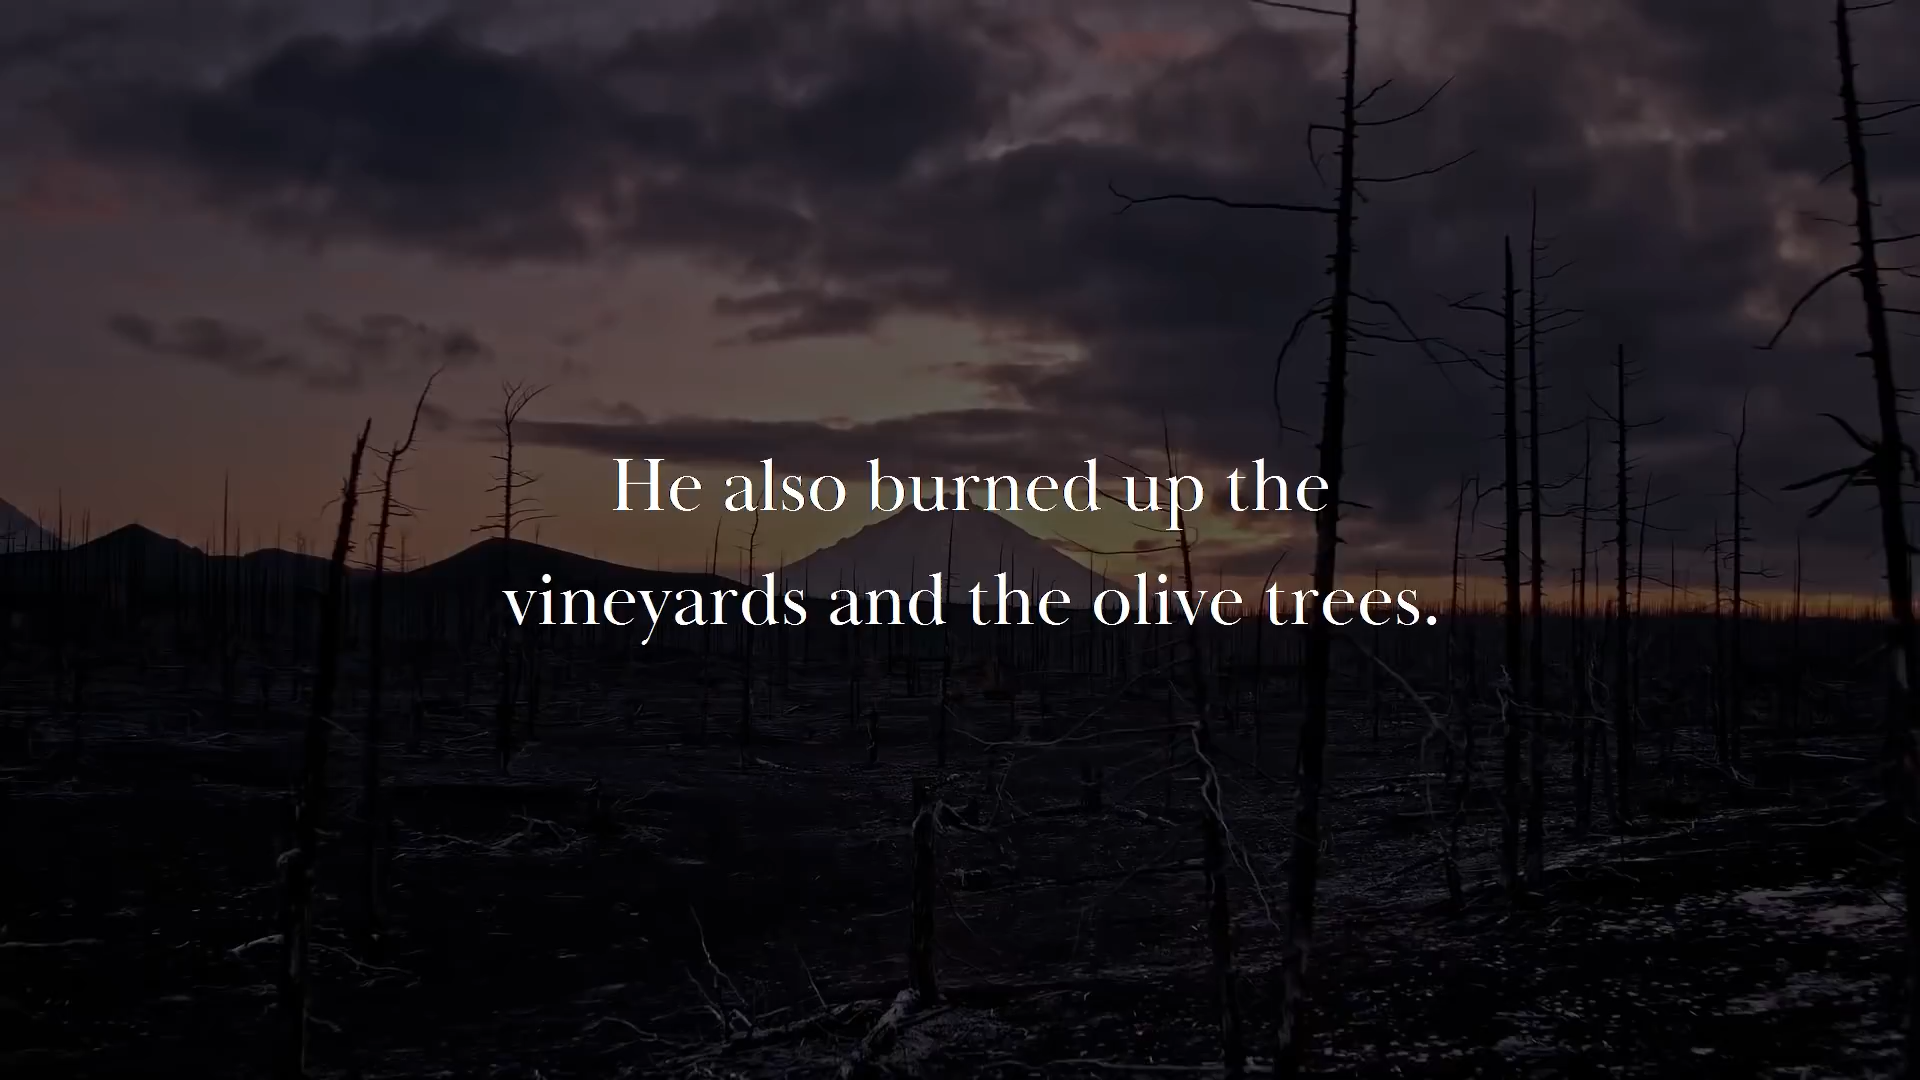 He also burned up the
vineyards and the olive trees.